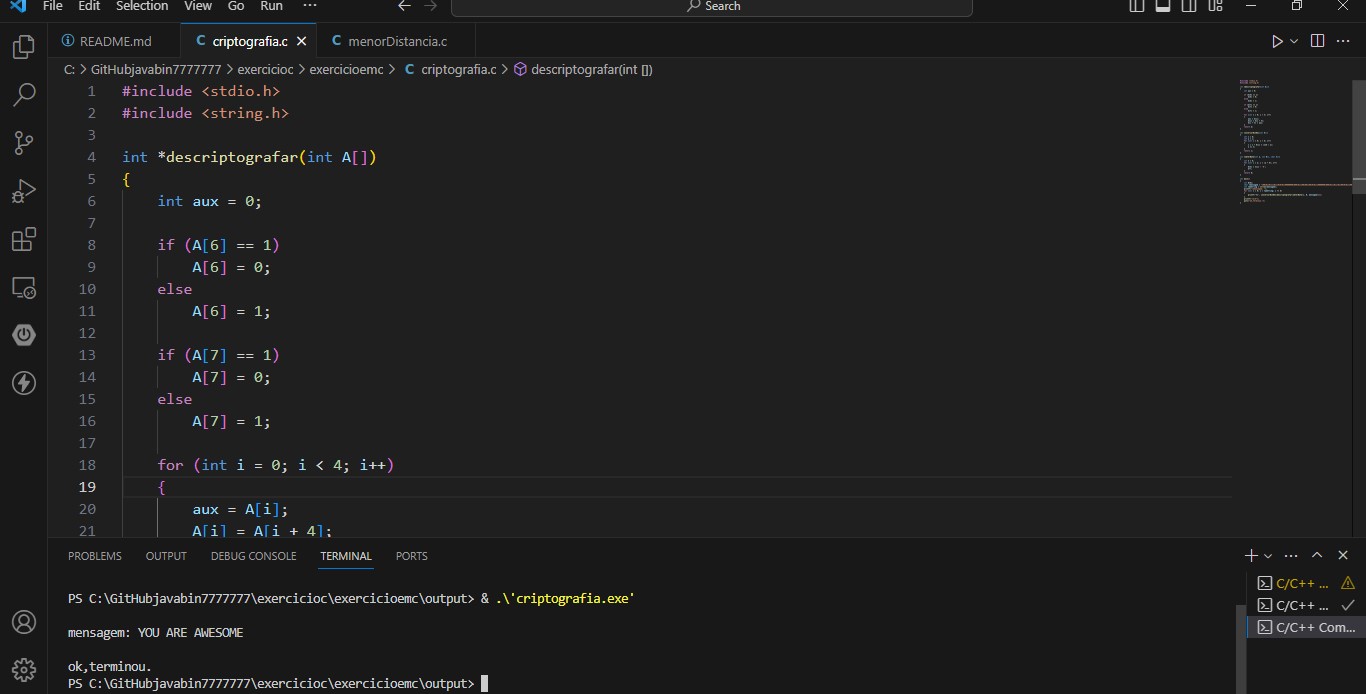 File Edit Selection View Go Run ··· ← → Search
README.md C criptografia.c × C menorDistancia.c
C: > GitHubjavabin7777777 > exercicioc > exercicioemc > C criptografia.c > descriptografar(int [])
1 #include <stdio.h>
2 #include <string.h>
3
4 int *descriptografar(int A[])
5 {
6 int aux = 0;
7
8 if (A[6] == 1)
9 A[6] = 0;
10 else
11 A[6] = 1;
12
13 if (A[7] == 1)
14 A[7] = 0;
15 else
16 A[7] = 1;
17
18 for (int i = 0; i < 4; i++)
19 {
20 aux = A[i];
21 A[i] = A[i + 4];
PROBLEMS OUTPUT DEBUG CONSOLE TERMINAL PORTS
PS C:\GitHubjavabin7777777\exercicioc\exercicioemc\output> & .\'criptografia.exe'
mensagem: YOU ARE AWESOME
ok,terminou.
PS C:\GitHubjavabin7777777\exercicioc\exercicioemc\output>
C/C++ ...
C/C++ ...
C/C++ Com...